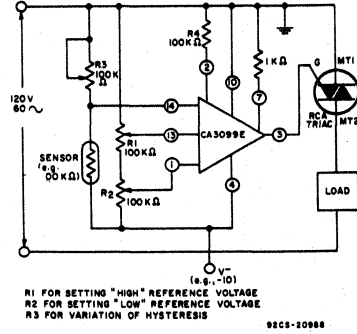 R4
100KΩ
R3
100K
Ω
1KΩ
G
MT1
120V
60 ~
2
10
7
14
13
1
3
4
CA3099E
RCA
TRIAC
MT2
R1
100KΩ
SENSOR
(e.g.,
00 KΩ)
R2
100KΩ
LOAD
V−
(e.g.,-10)
R1 FOR SETTING "HIGH" REFERENCE VOLTAGE
R2 FOR SETTING "LOW" REFERENCE VOLTAGE
R3 FOR VARIATION OF HYSTERESIS
92CS-20988